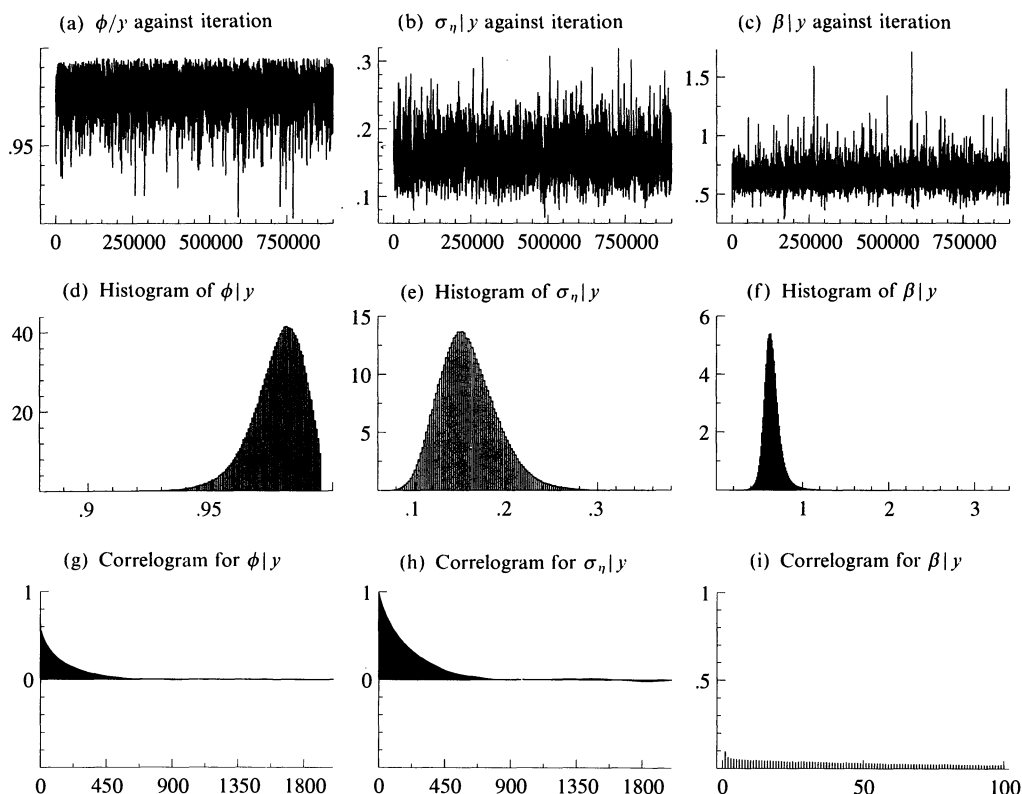 (a) ϕ/y against iteration
(b) σ_η|y against iteration
(c) β|y against iteration
.95
.3
.2
.1
1.5
1
.5
0 250000 500000 750000
0 250000 500000 750000
0 250000 500000 750000
(d) Histogram of ϕ|y
(e) Histogram of σ_η|y
(f) Histogram of β|y
40
20
15
10
5
6
4
2
.9 .95
.1 .2 .3
1 2 3
(g) Correlogram for ϕ|y
(h) Correlogram for σ_η|y
(i) Correlogram for β|y
1
0
1
0
1
.5
0 450 900 1350 1800
0 450 900 1350 1800
0 50 100